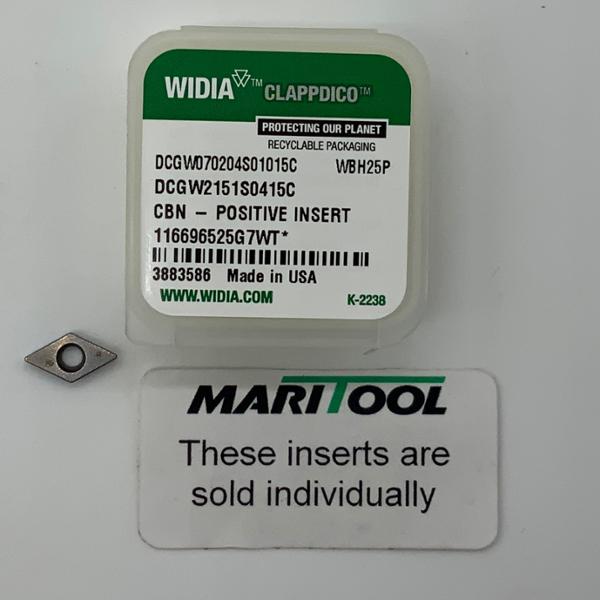 WIDIA™ CLAPPDICO™
PROTECTING OUR PLANET
RECYCLABLE PACKAGING
DCGW070204S01015C WBH25P
DCGW2151S0415C
CBN – POSITIVE INSERT
116696525G7WT*
3883586 Made in USA
WWW.WIDIA.COM K-2238
MARITOOL
These inserts are
sold individually